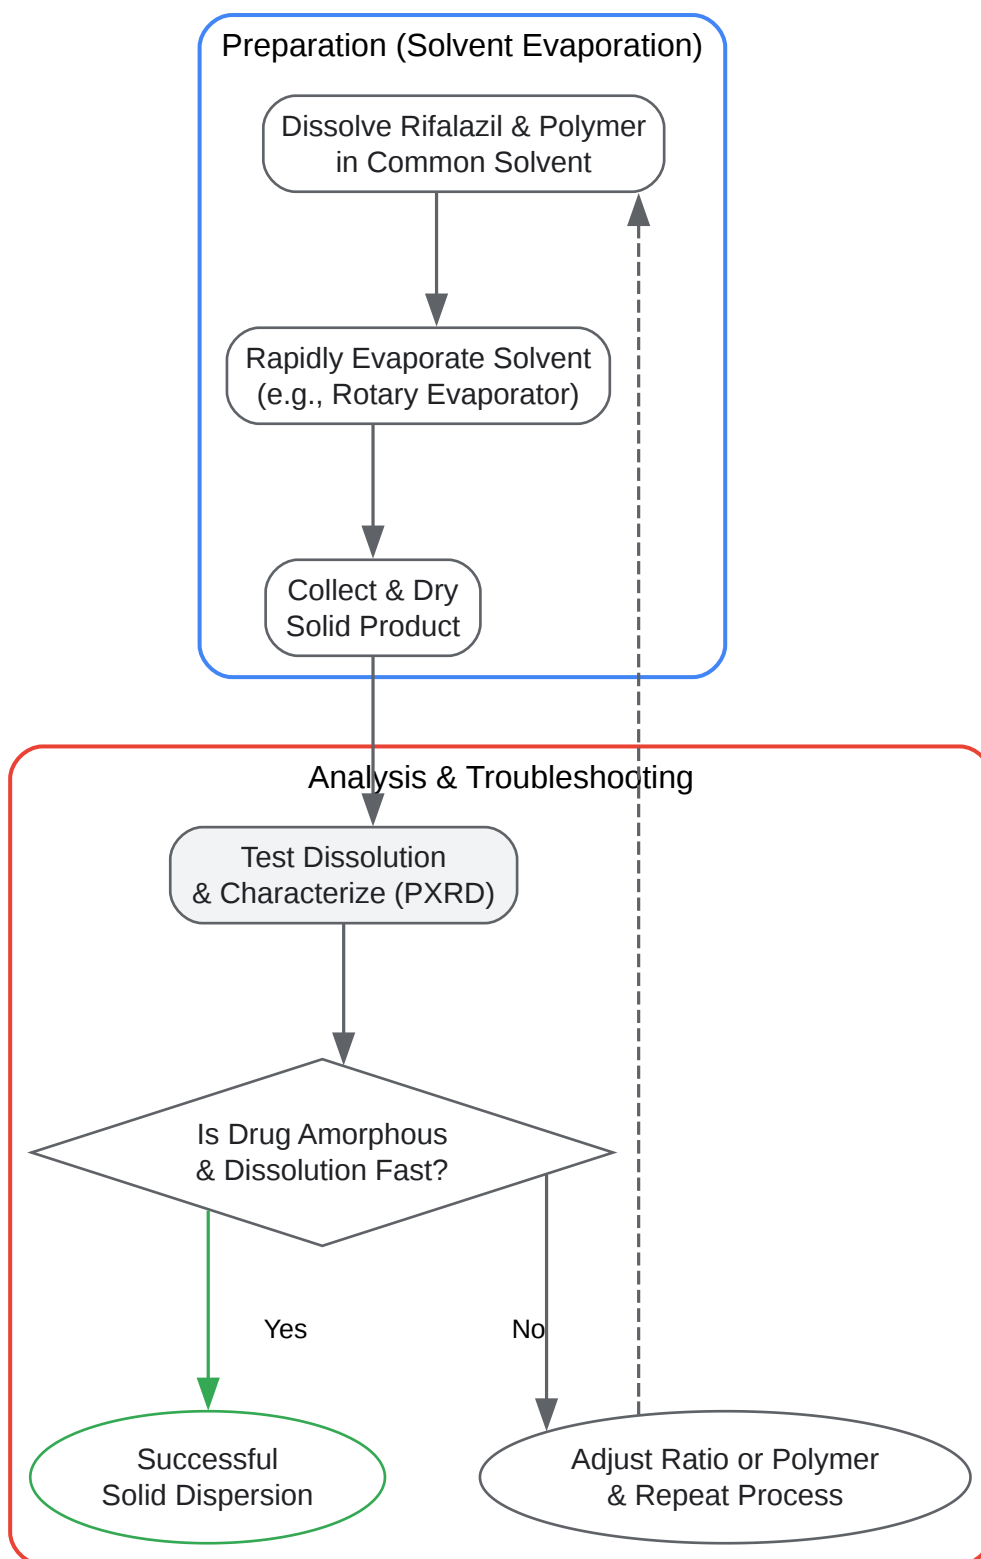 Preparation (Solvent Evaporation)
Dissolve Rifalazil & Polymer
in Common Solvent
Rapidly Evaporate Solvent
(e.g., Rotary Evaporator)
Collect & Dry
Solid Product
Analysis & Troubleshooting
Test Dissolution
& Characterize (PXRD)
Is Drug Amorphous
& Dissolution Fast?
Yes
No
Successful
Solid Dispersion
Adjust Ratio or Polymer
& Repeat Process